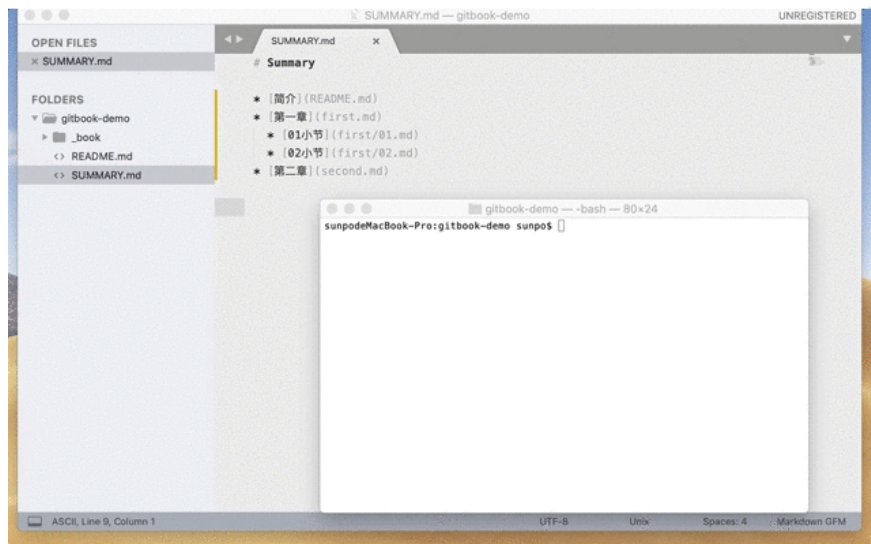 SUMMARY.md — gitbook-demo
UNREGISTERED
OPEN FILES
× SUMMARY.md
FOLDERS
gitbook-demo
_book
<> README.md
<> SUMMARY.md
SUMMARY.md ×
# Summary
* [简介](README.md)
* [第一章](first.md)
* [01小节](first/01.md)
* [02小节](first/02.md)
* [第二章](second.md)
gitbook-demo — -bash — 80×24
sunpodeMacBook-Pro:gitbook-demo sunpo$
ASCII, Line 9, Column 1
UTF-8
Unix
Spaces: 4
Markdown GFM